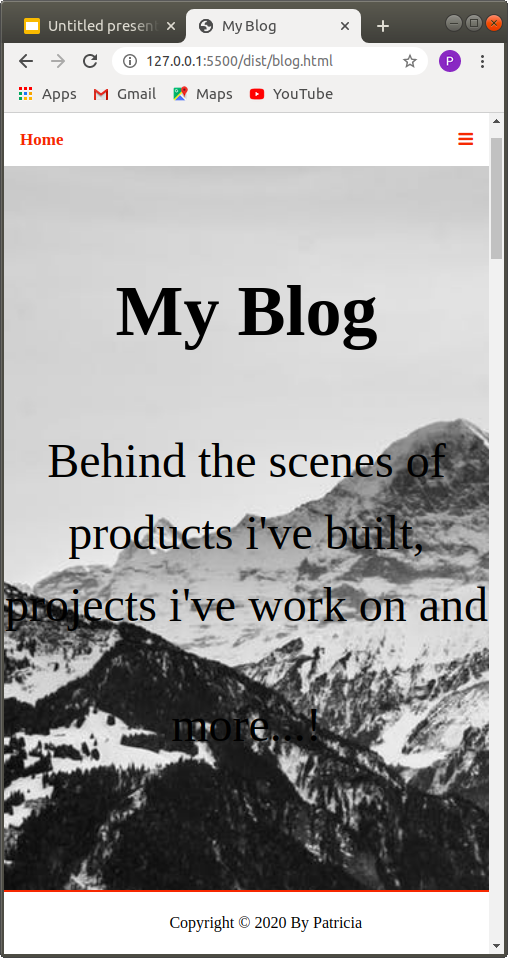 Untitled present
My Blog
127.0.0.1:5500/dist/blog.html
P
Apps Gmail Maps YouTube
Home
My Blog
Behind the scenes of
products i've built,
projects i've work on and
more...!
Copyright © 2020 By Patricia